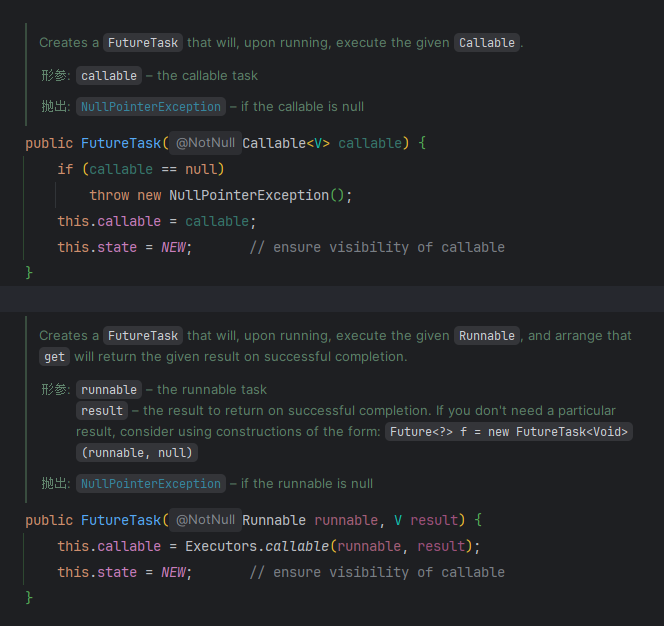 Creates a FutureTask that will, upon running, execute the given Callable.
形参: callable – the callable task
抛出: NullPointerException – if the callable is null
public FutureTask(@NotNull Callable<V> callable) {
    if (callable == null)
        throw new NullPointerException();
    this.callable = callable;
    this.state = NEW;       // ensure visibility of callable
}
Creates a FutureTask that will, upon running, execute the given Runnable, and arrange that
get will return the given result on successful completion.
形参: runnable – the runnable task
result – the result to return on successful completion. If you don't need a particular
result, consider using constructions of the form: Future<?> f = new FutureTask<Void>
(runnable, null)
抛出: NullPointerException – if the runnable is null
public FutureTask(@NotNull Runnable runnable, V result) {
    this.callable = Executors.callable(runnable, result);
    this.state = NEW;       // ensure visibility of callable
}